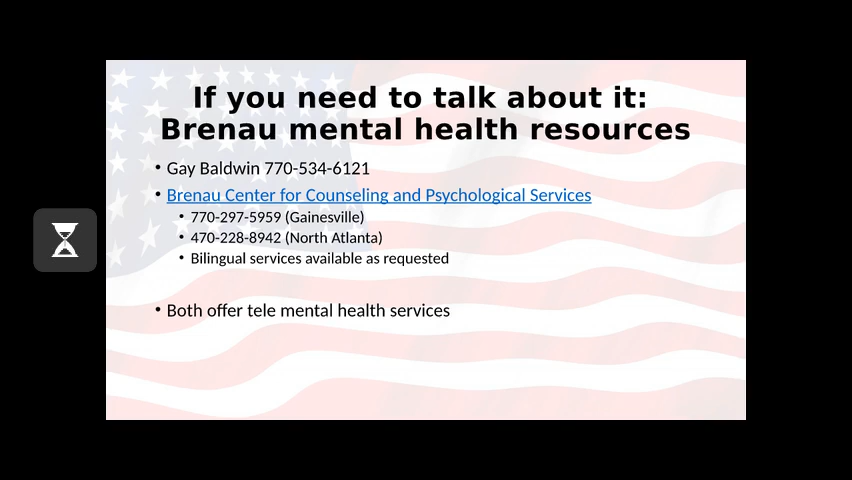 If you need to talk about it:
Brenau mental health resources
• Gay Baldwin 770-534-6121
• Brenau Center for Counseling and Psychological Services
• 770-297-5959 (Gainesville)
• 470-228-8942 (North Atlanta)
• Bilingual services available as requested
• Both offer tele mental health services